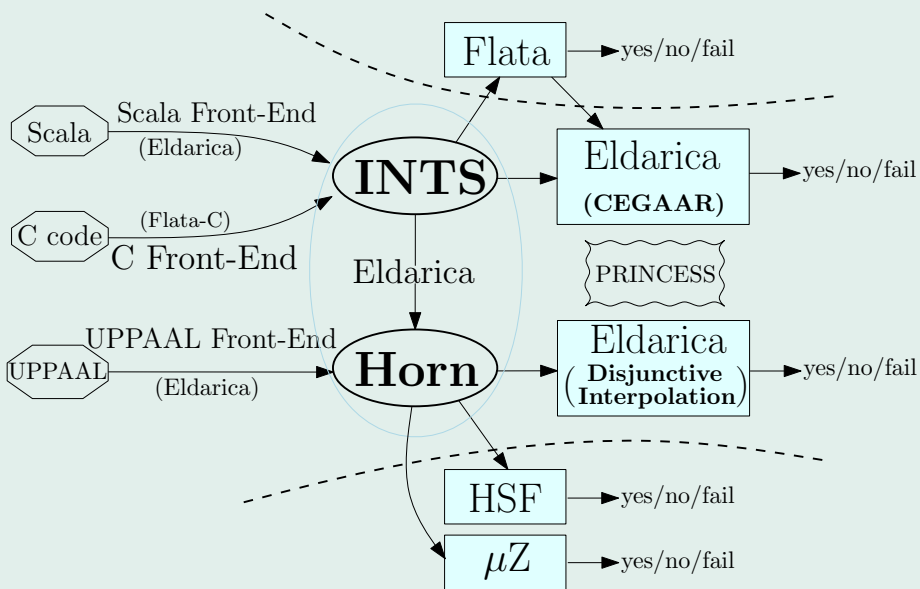 Flata
yes/no/fail
Scala
Scala Front-End
(Eldarica)
INTS
Eldarica
(CEGAAR)
yes/no/fail
C code
(Flata-C)
C Front-End
Eldarica
PRINCESS
UPPAAL
UPPAAL Front-End
(Eldarica)
Horn
Eldarica
(Disjunctive
Interpolation)
yes/no/fail
HSF
yes/no/fail
μZ
yes/no/fail